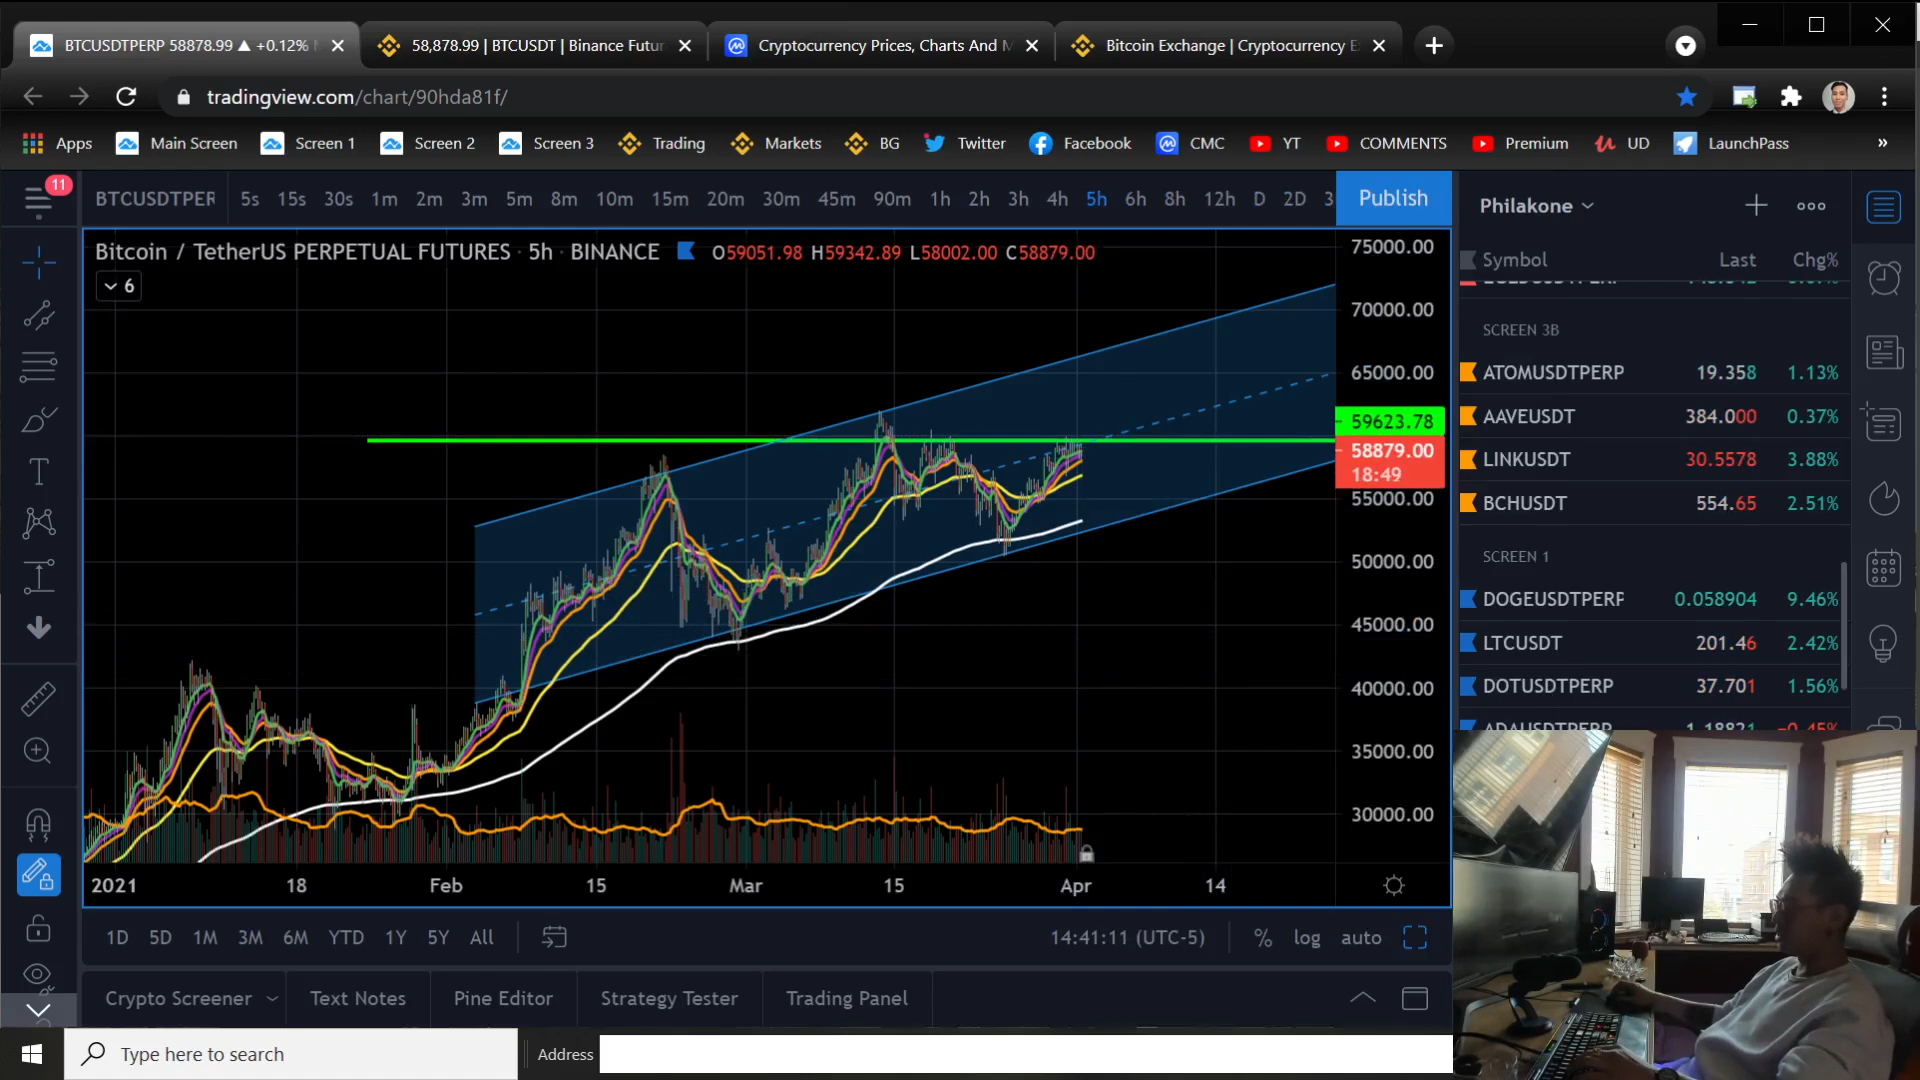 BTCUSDTPERP 58878.99 ▲ +0.12%
58,878.99 | BTCUSDT | Binance Futur
Cryptocurrency Prices, Charts And M
Bitcoin Exchange | Cryptocurrency E
tradingview.com/chart/90hda81f/
Apps Main Screen Screen 1 Screen 2 Screen 3 Trading Markets BG Twitter Facebook CMC YT COMMENTS Premium UD LaunchPass »
11
BTCUSDTPER 5s 15s 30s 1m 2m 3m 5m 8m 10m 15m 20m 30m 45m 90m 1h 2h 3h 4h 5h 6h 8h 12h D 2D 3
Publish
Bitcoin / TetherUS PERPETUAL FUTURES · 5h · BINANCE O59051.98 H59342.89 L58002.00 C58879.00
6
75000.00
70000.00
65000.00
59623.78
58879.00
18:49
55000.00
50000.00
45000.00
40000.00
35000.00
30000.00
2021 18 Feb 15 Mar 15 Apr 14
1D 5D 1M 3M 6M YTD 1Y 5Y All
14:41:11 (UTC-5) % log auto
Crypto Screener Text Notes Pine Editor Strategy Tester Trading Panel
Philakone
Symbol Last Chg%
SCREEN 3B
ATOMUSDTPERP 19.358 1.13%
AAVEUSDT 384.000 0.37%
LINKUSDT 30.5578 3.88%
BCHUSDT 554.65 2.51%
SCREEN 1
DOGEUSDTPERP 0.058904 9.46%
LTCUSDT 201.46 2.42%
DOTUSDTPERP 37.701 1.56%
ADAUSDTPERP 1.18821 −0.45%
Type here to search
Address